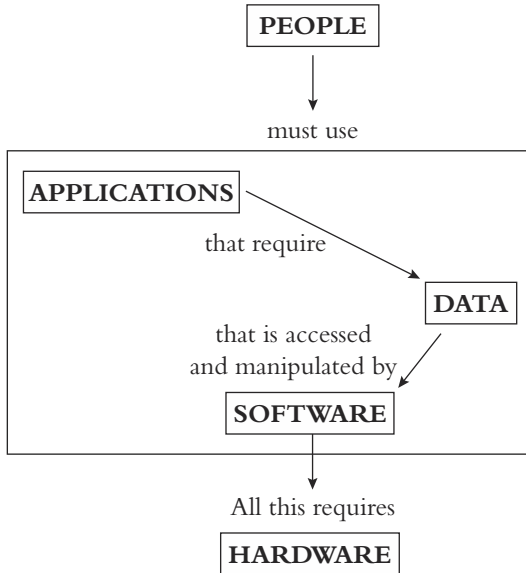 PEOPLE
must use
APPLICATIONS
that require
DATA
that is accessed
and manipulated by
SOFTWARE
All this requires
HARDWARE